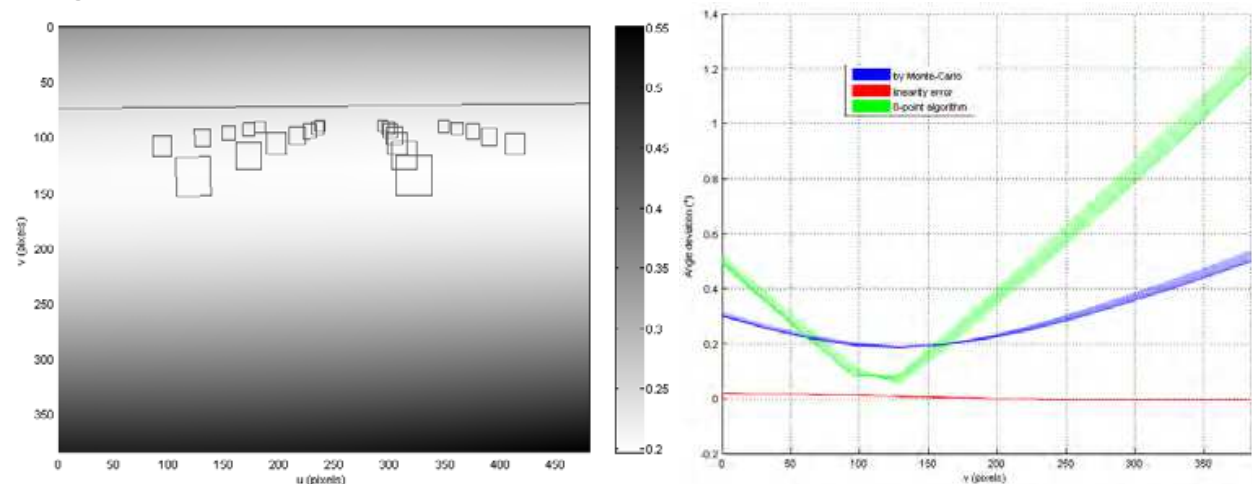 0
50
100
150
200
250
300
350
v (pixels)
0 50 100 150 200 250 300 350 400 450
u (pixels)
0.55
0.5
0.45
0.4
0.35
0.3
0.25
0.2
1.4
1.2
1
0.8
0.6
0.4
0.2
0
-0.2
Angle deviation (°)
by Monte-Carlo
linearity error
8-point algorithm
0 50 100 150 200 250 300 350
v (pixels)